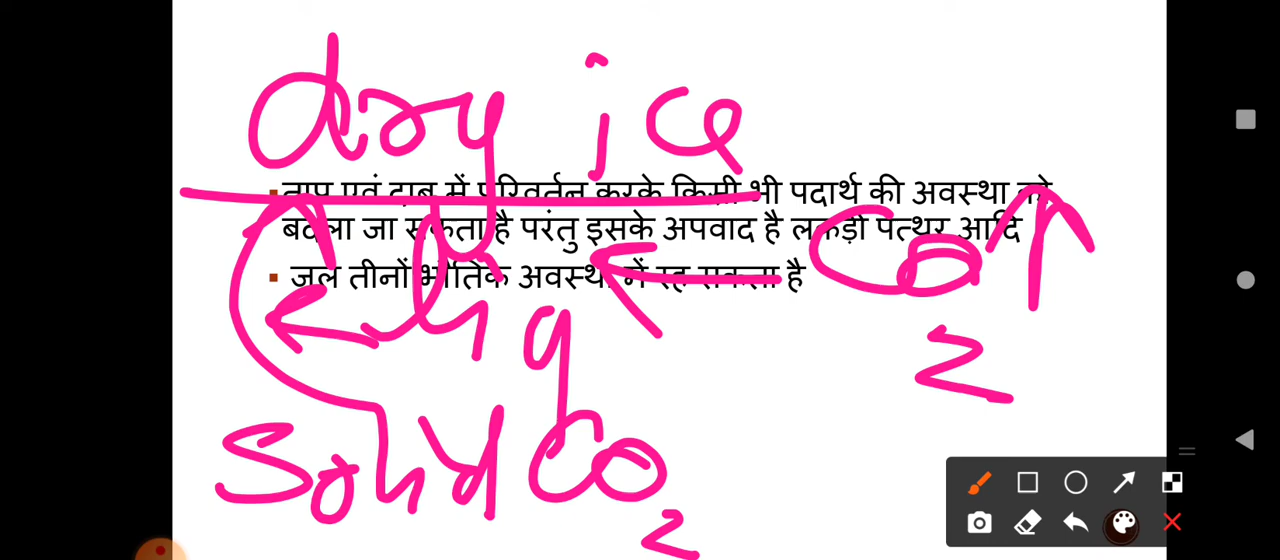 dry ice
ताप एवं दाब में परिवर्तन करके किसी भी पदार्थ की अवस्था को
बदला जा सकता है परंतु इसके अपवाद है लकड़ी पत्थर आदि
जल तीनों भौतिक अवस्था में रह सकता है
CO2
liq
Solid CO2